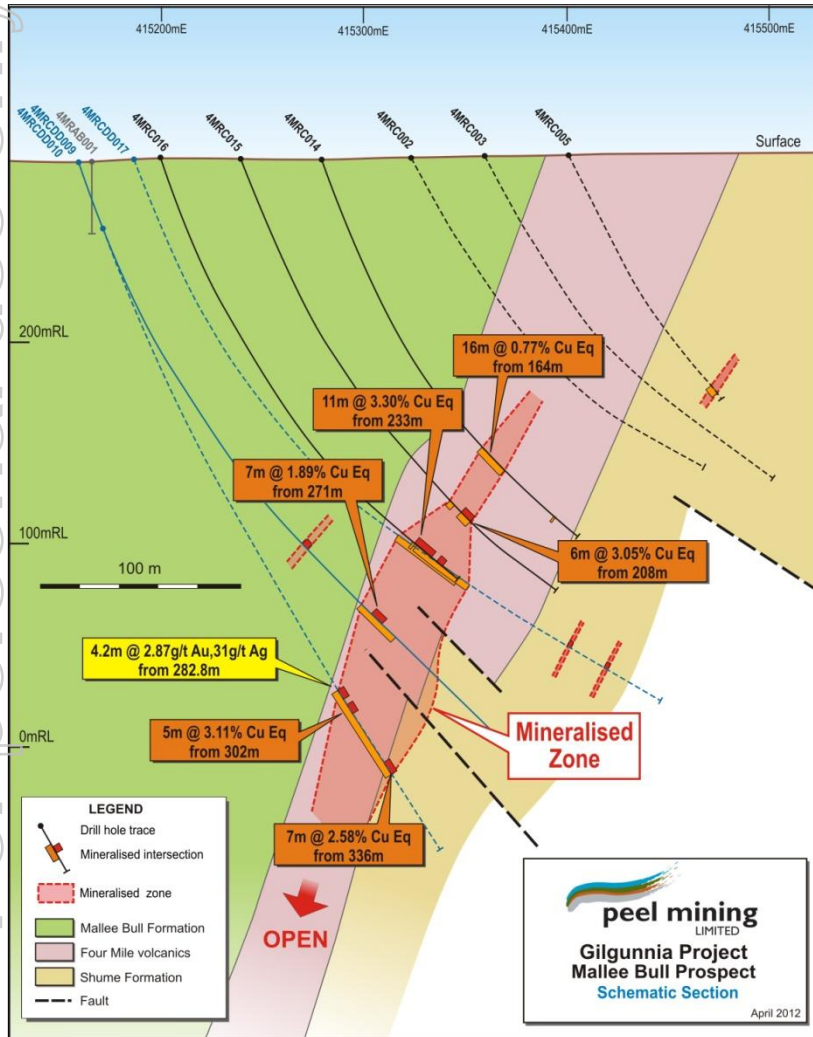 415200mE
415300mE
415400mE
415500mE
4MRCDD010
4MRCDD009
4MRAB001
4MRCDD017
4MRC016
4MRC015
4MRC014
4MRC002
4MRC003
4MRC005
Surface
200mRL
16m @ 0.77% Cu Eq
from 164m
11m @ 3.30% Cu Eq
from 233m
7m @ 1.89% Cu Eq
from 271m
100mRL
6m @ 3.05% Cu Eq
from 208m
100 m
4.2m @ 2.87g/t Au,31g/t Ag
from 282.8m
5m @ 3.11% Cu Eq
from 302m
0mRL
Mineralised
Zone
7m @ 2.58% Cu Eq
from 336m
OPEN
LEGEND
Drill hole trace
Mineralised intersection
Mineralised zone
Mallee Bull Formation
Four Mile volcanics
Shume Formation
Fault
peel mining
LIMITED
Gilgunnia Project
Mallee Bull Prospect
Schematic Section
April 2012